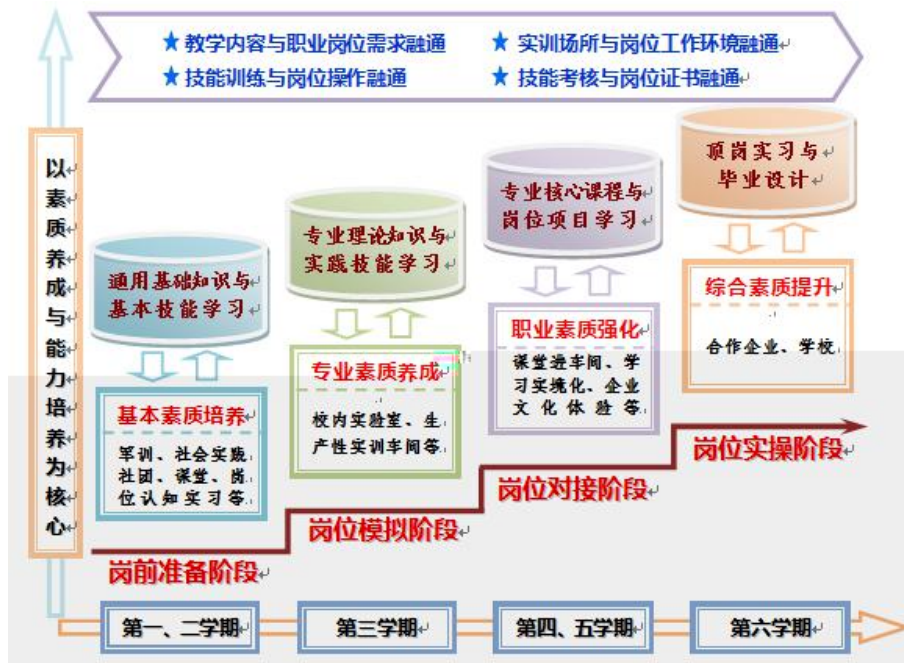 ★ 教学内容与职业岗位需求融通
★ 实训场所与岗位工作环境融通
★ 技能训练与岗位操作融通
★ 技能考核与岗位证书融通
以素质养成与能力培养为核心
通用基础知识与
基本技能学习
专业理论知识与
实践技能学习
专业核心课程与
岗位项目学习
顶岗实习与
毕业设计
基本素质培养
军训、社会实践
社团、课堂、岗
位认知实习等
专业素质养成
校内实验室、生
产性实训车间等
职业素质强化
课堂进车间、学
习实境化、企业
文化体验等
综合素质提升
合作企业、学校
岗前准备阶段
岗位模拟阶段
岗位对接阶段
岗位实操阶段
第一、二学期
第三学期
第四、五学期
第六学期